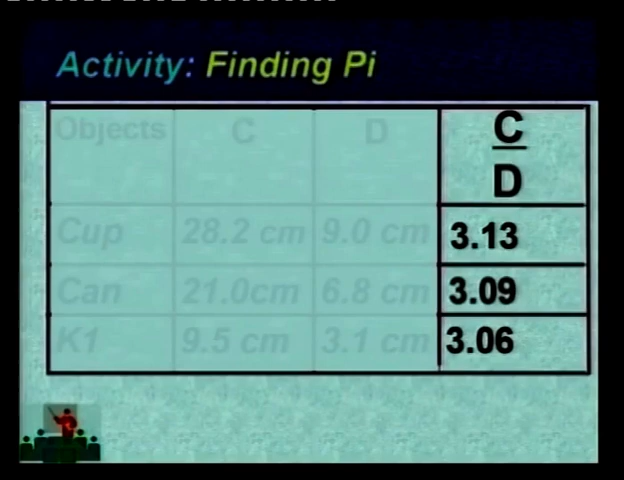 Activity: Finding Pi
Objects C D C
D
Cup 28.2 cm 9.0 cm 3.13
Can 21.0cm 6.8 cm 3.09
K1 9.5 cm 3.1 cm 3.06